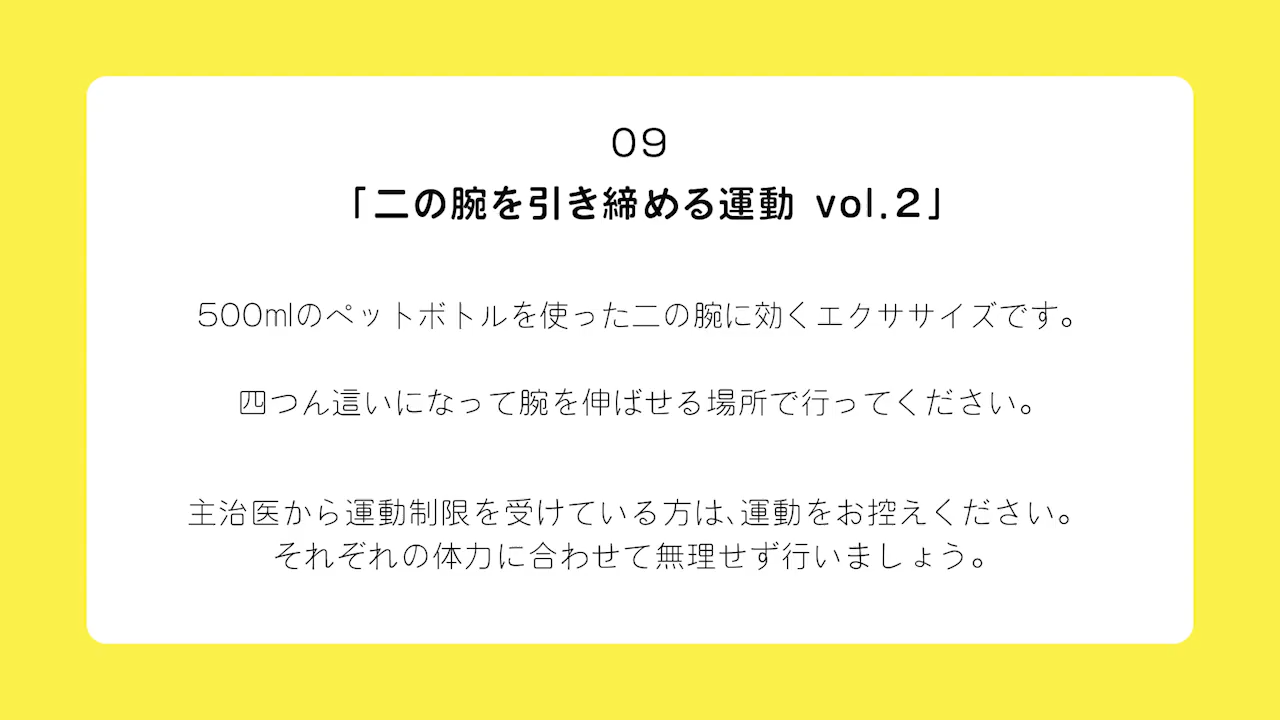 09
「二の腕を引き締める運動 vol.2」
500mlのペットボトルを使った二の腕に効くエクササイズです。
四つん這いになって腕を伸ばせる場所で行ってください。
主治医から運動制限を受けている方は、運動をお控えください。
それぞれの体力に合わせて無理せず行いましょう。